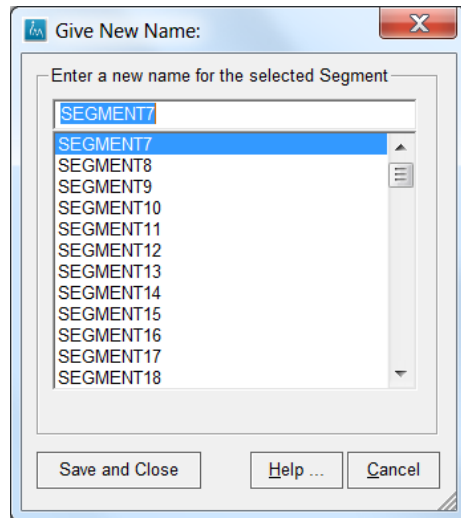 Give New Name:
Enter a new name for the selected Segment
SEGMENT7
SEGMENT7
SEGMENT8
SEGMENT9
SEGMENT10
SEGMENT11
SEGMENT12
SEGMENT13
SEGMENT14
SEGMENT15
SEGMENT16
SEGMENT17
SEGMENT18
Save and Close Help ... Cancel